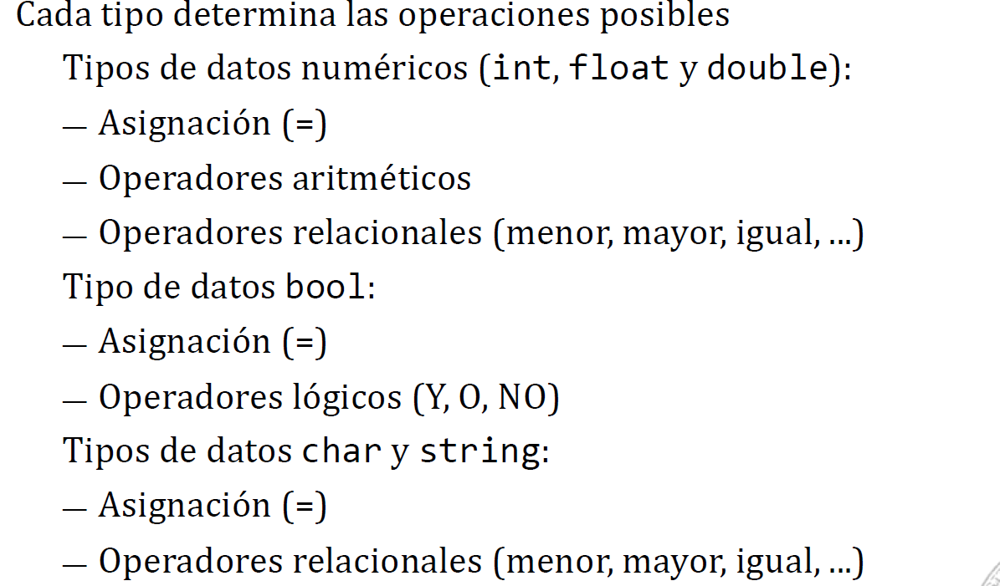 Cada tipo determina las operaciones posibles
Tipos de datos numéricos (int, float y double):
— Asignación (=)
— Operadores aritméticos
— Operadores relacionales (menor, mayor, igual, ...)
Tipo de datos bool:
— Asignación (=)
— Operadores lógicos (Y, O, NO)
Tipos de datos char y string:
— Asignación (=)
— Operadores relacionales (menor, mayor, igual, ...)